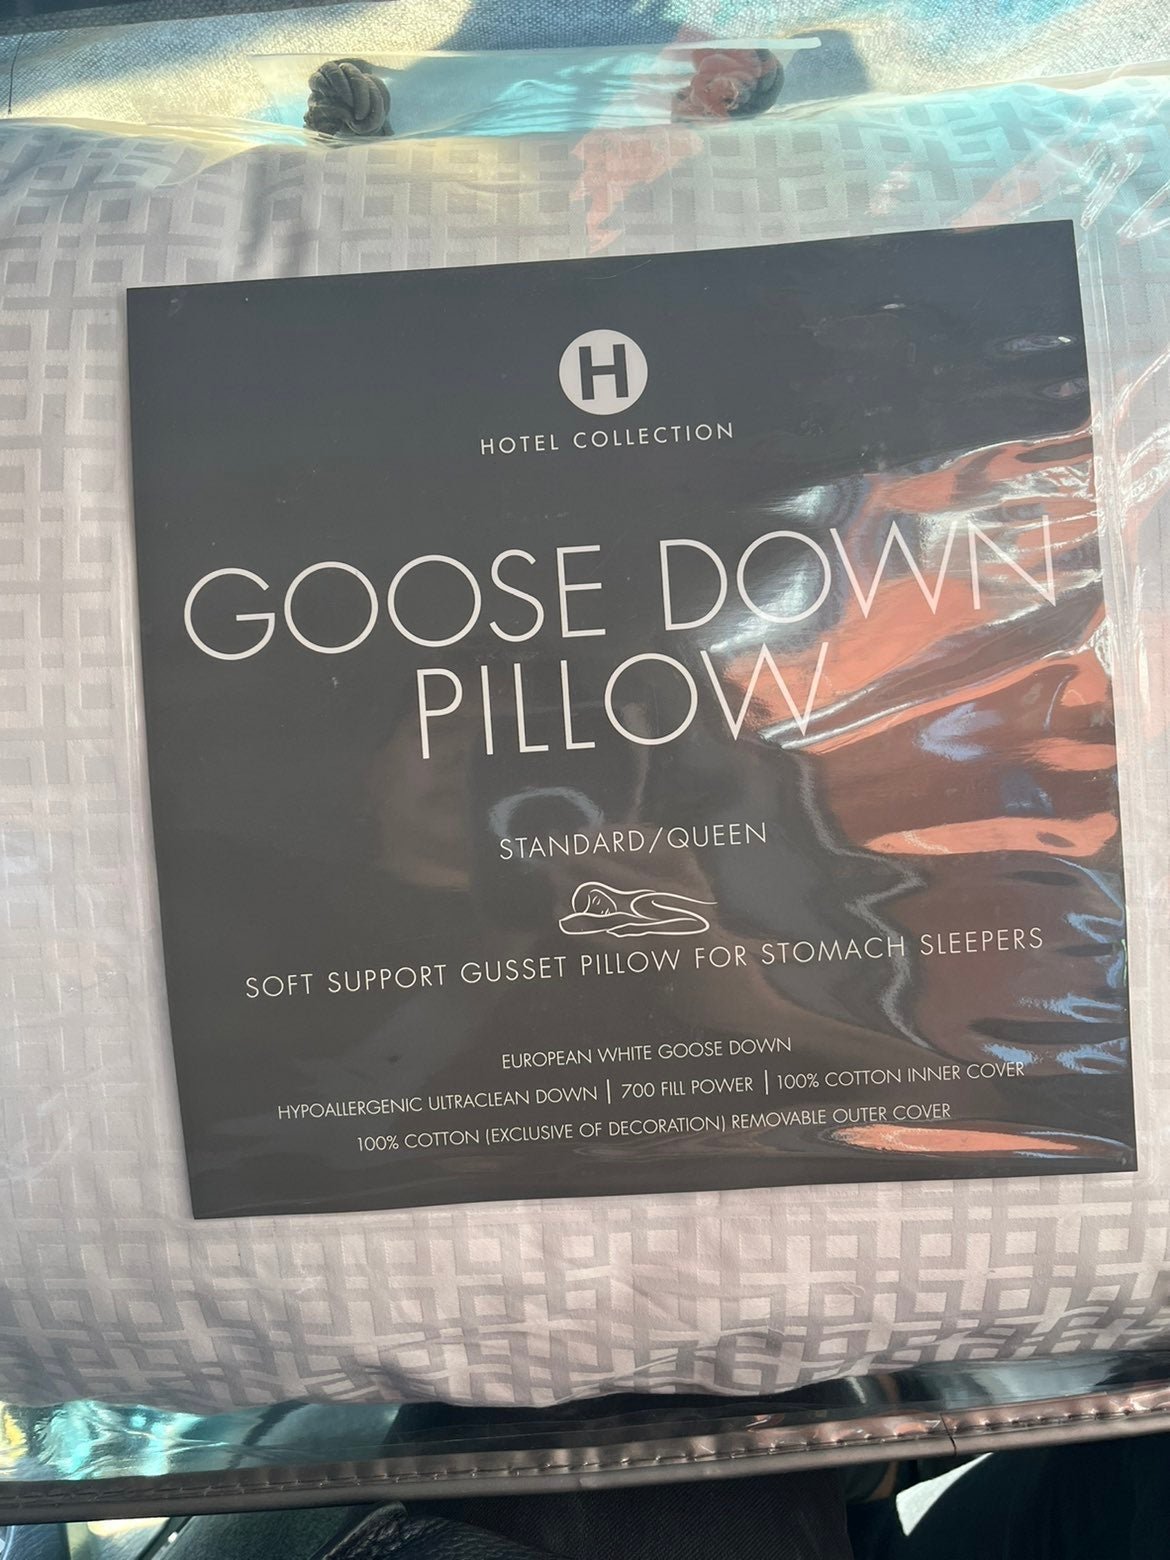 H
HOTEL COLLECTION
GOOSE DOWN
PILLOW
STANDARD/QUEEN
SOFT SUPPORT GUSSET PILLOW FOR STOMACH SLEEPERS
EUROPEAN WHITE GOOSE DOWN
HYPOALLERGENIC ULTRACLEAN DOWN | 700 FILL POWER | 100% COTTON INNER COVER
100% COTTON (EXCLUSIVE OF DECORATION) REMOVABLE OUTER COVER